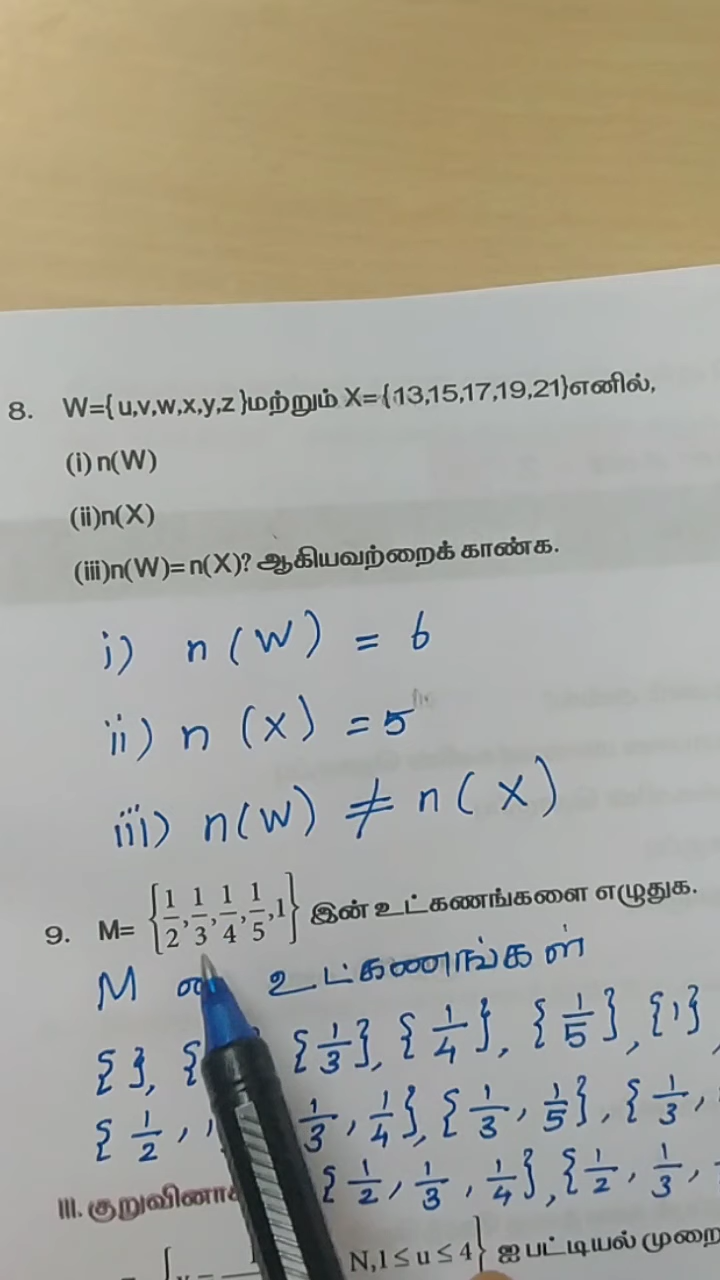 8. W={ u,v,w,x,y,z }மற்றும் X={13,15,17,19,21}எனில்,
(i) n(W)
(ii)n(X)
(iii)n(W)= n(X)? ஆகியவற்றைக் காண்க.
i) n (W) = 6
ii) n (X) = 5
iii) n(W) ≠ n(X)
9. M= {1/2, 1/3, 1/4, 1/5, 1} இன் உட்கணங்களை எழுதுக.
M உட்கணங்கள்
{ }, { {1/3}, {1/4}, {1/5}, {1}
{1/2, 1/3, 1/4}, {1/3, 1/5}, {1/3,
III. {1/2, 1/3, 1/4}, {1/2, 1/3,
N,1 ≤ u ≤ 4} ஐ பட்டியல்